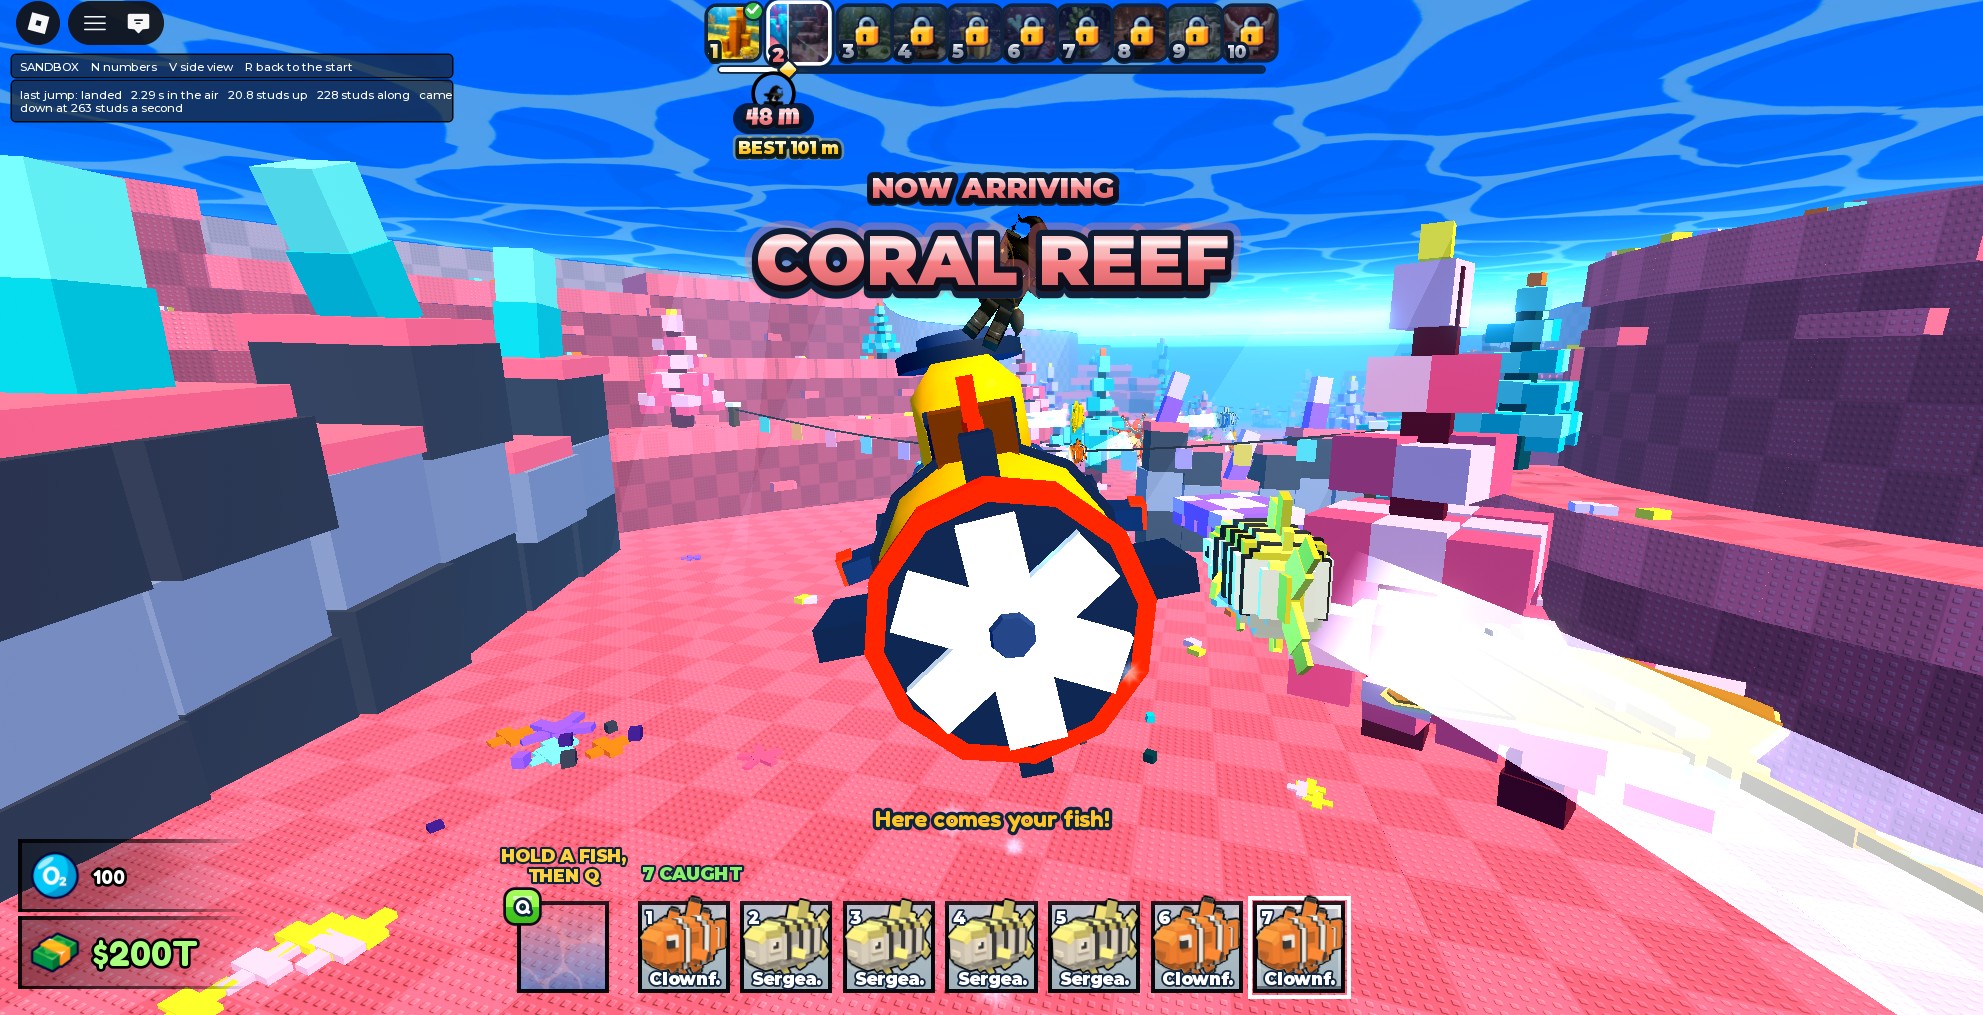 SANDBOX N numbers V side view R back to the start
last jump: landed 2.29 s in the air 20.8 studs up 228 studs along came
down at 263 studs a second
1
2
3
4
5
6
7
8
9
10
48 m
BEST 101 m
NOW ARRIVING
CORAL REEF
Here comes your fish!
HOLD A FISH,
THEN Q
7 CAUGHT
Q
O2
100
$200T
1
Clownf.
2
Sergea.
3
Sergea.
4
Sergea.
5
Sergea.
6
Clownf.
7
Clownf.